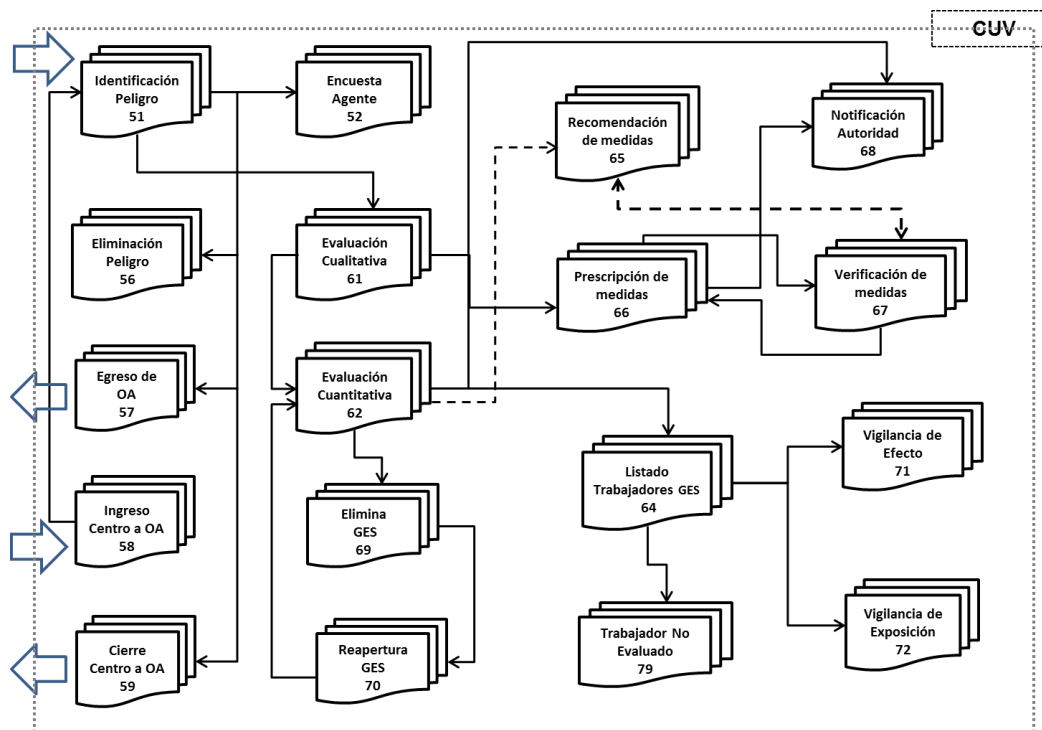 CUV
Identificación
Peligro
51
Encuesta
Agente
52
Recomendación
de medidas
65
Notificación
Autoridad
68
Eliminación
Peligro
56
Evaluación
Cualitativa
61
Prescripción de
medidas
66
Verificación de
medidas
67
Egreso de
OA
57
Evaluación
Cuantitativa
62
Listado
Trabajadores GES
64
Vigilancia de
Efecto
71
Ingreso
Centro a OA
58
Elimina
GES
69
Cierre
Centro a OA
59
Reapertura
GES
70
Trabajador No
Evaluado
79
Vigilancia de
Exposición
72